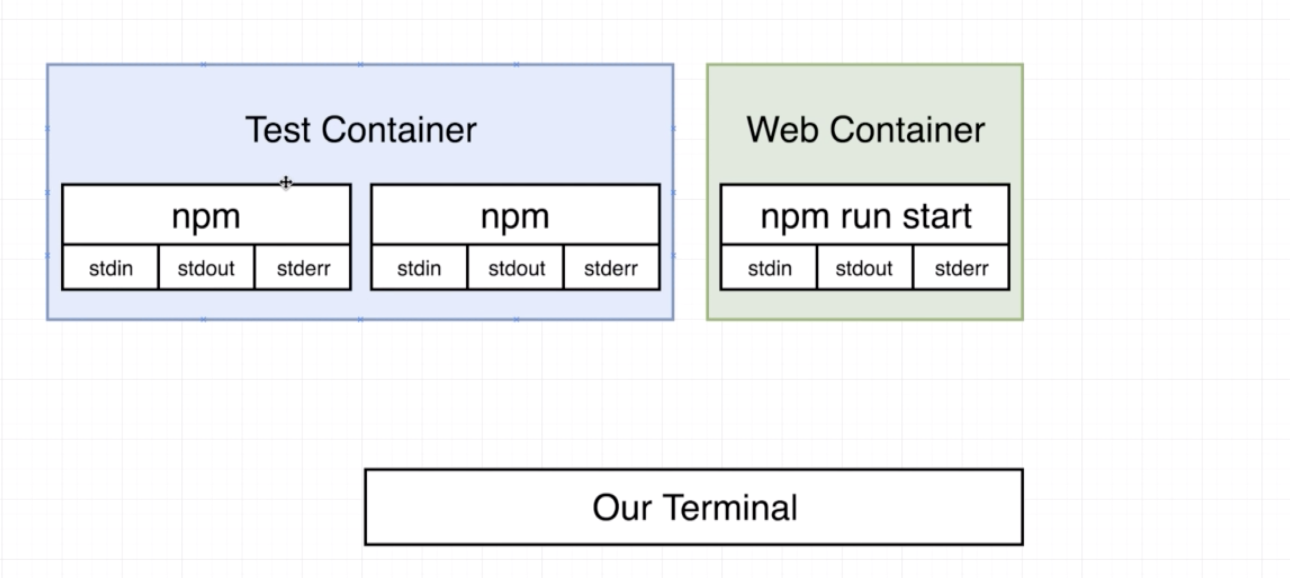 Test Container
Web Container
npm
npm
npm run start
stdin stdout stderr
stdin stdout stderr
stdin stdout stderr
Our Terminal